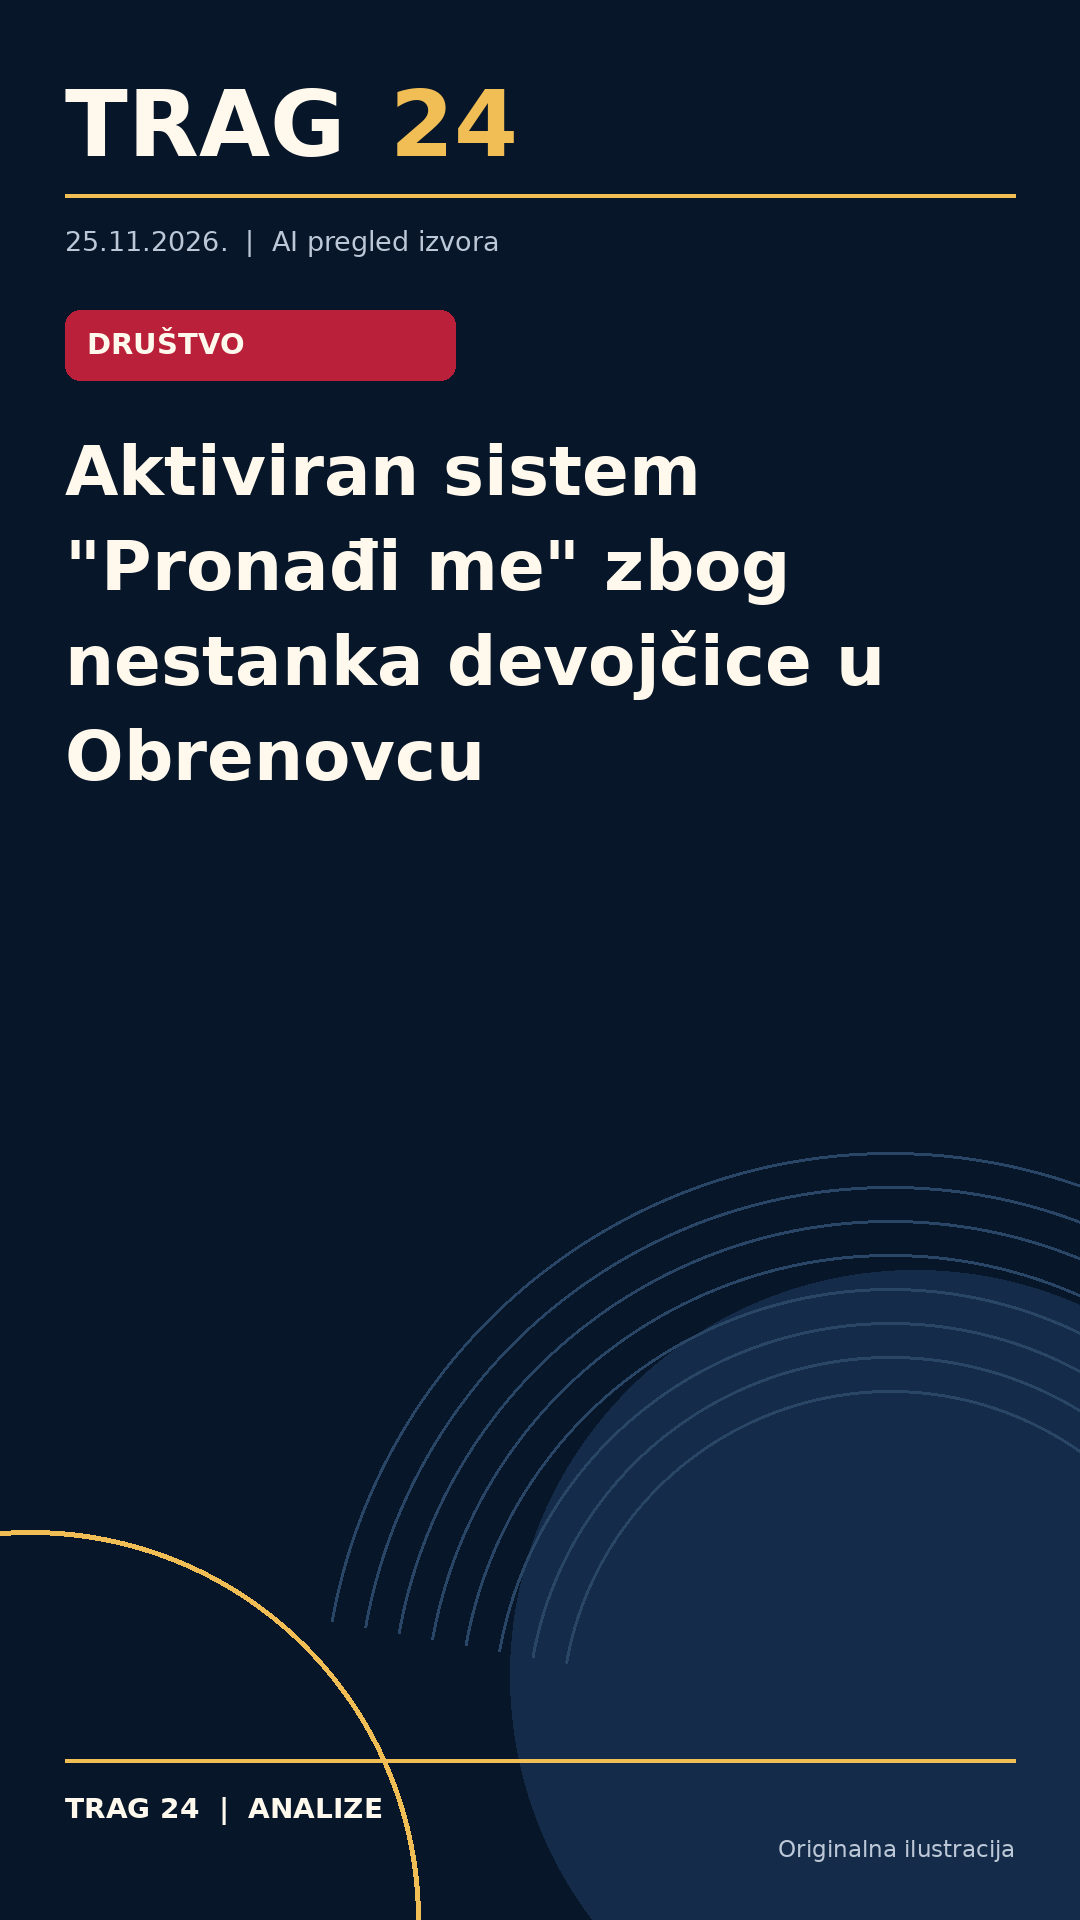 TRAG 24
25.11.2026. | AI pregled izvora
DRUŠTVO
Aktiviran sistem
"Pronađi me" zbog
nestanka devojčice u
Obrenovcu
TRAG 24 | ANALIZE
Originalna ilustracija